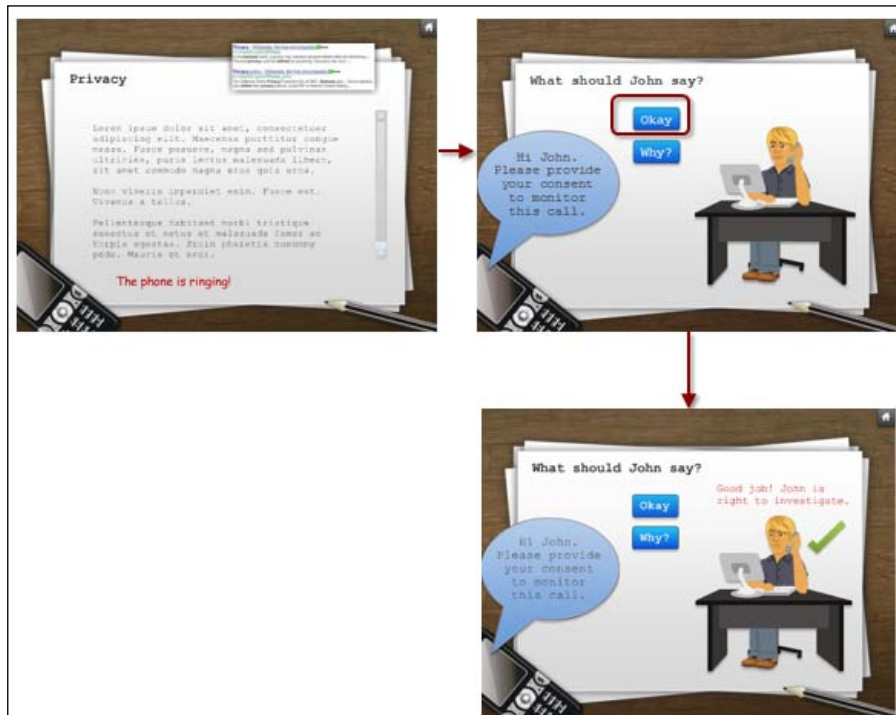 Privacy
Lorem ipsum dolor sit amet, consectetuer
adipiscing elit. Maecenas porttitor congue
massa. Fusce posuere, magna sed pulvinar
ultricies, purus lectus malesuada libero,
sit amet commodo magna eros quis urna.
Nunc viverra imperdiet enim. Fusce est.
Vivamus a tellus.
Pellentesque habitant morbi tristique
senectus et netus et malesuada fames ac
turpis egestas. Proin pharetra nonummy
pede. Mauris et orci.
The phone is ringing!
What should John say?
Okay
Why?
Hi John.
Please provide
your consent
to monitor
this call.
What should John say?
Good job! John is
right to investigate.
Okay
Why?
Hi John.
Please provide
your consent
to monitor
this call.